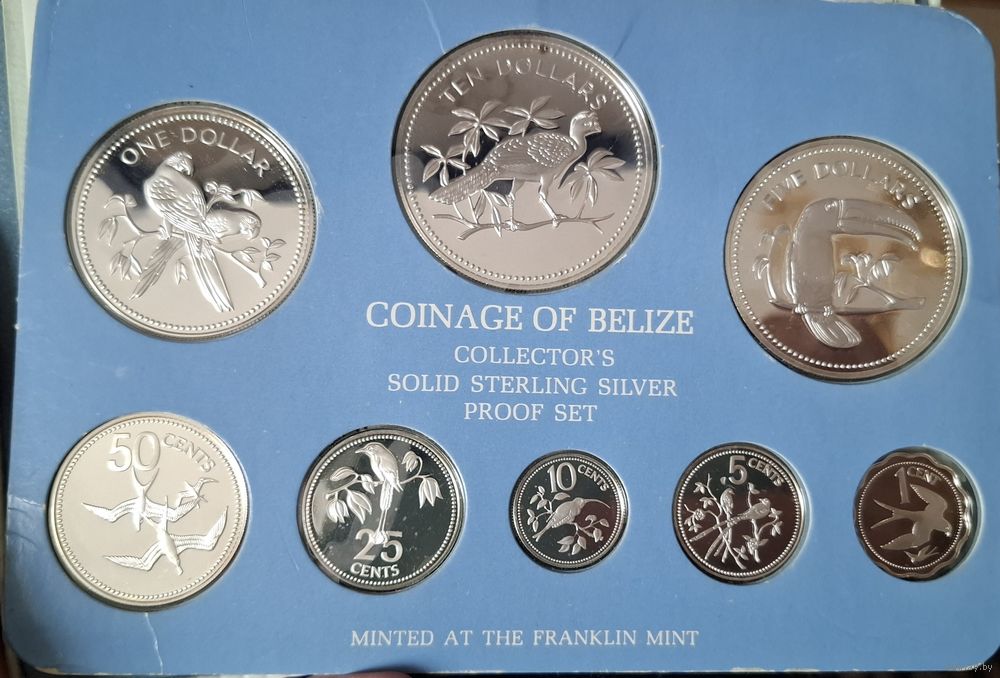 TEN DOLLARS
ONE DOLLAR
FIVE DOLLARS
COINAGE OF BELIZE
COLLECTOR'S
SOLID STERLING SILVER
PROOF SET
50 CENTS
25
CENTS
10 CENTS
5 CENTS
1 CENT
MINTED AT THE FRANKLIN MINT